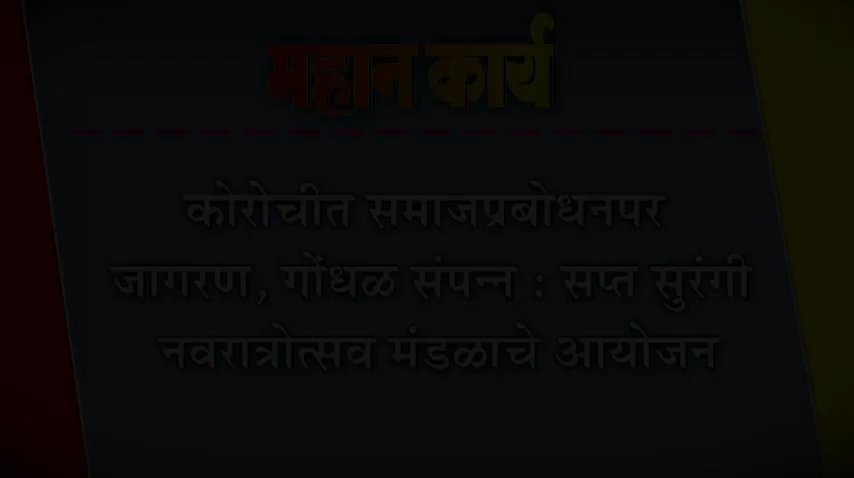 महान कार्य
कोरोचीत समाजप्रबोधनपर
जागरण, गोंधळ संपन्न : सप्त सुरंगी
नवरात्रोत्सव मंडळाचे आयोजन